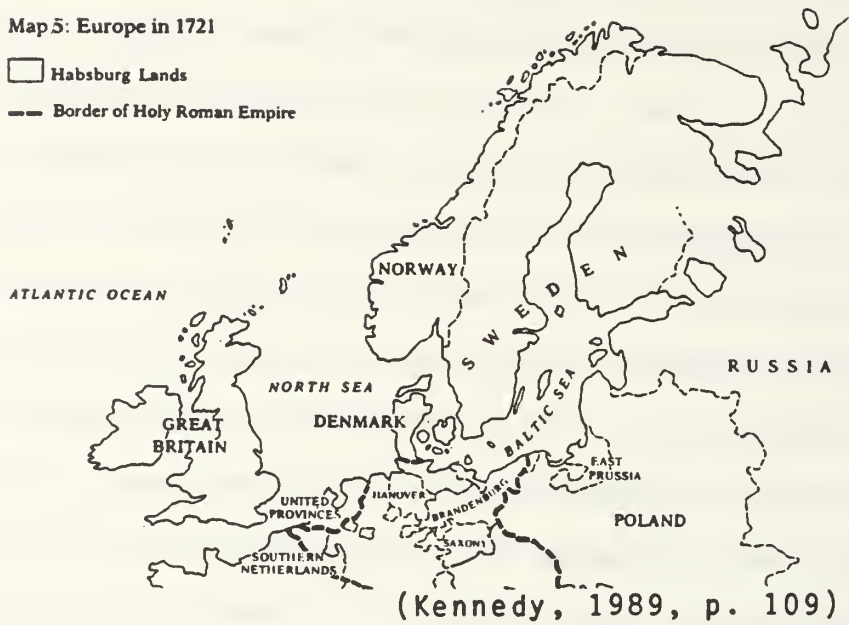 Map 5: Europe in 1721
Habsburg Lands
Border of Holy Roman Empire
NORWAY
SWEDEN
ATLANTIC OCEAN
RUSSIA
NORTH SEA
BALTIC SEA
GREAT
BRITAIN
DENMARK
EAST
PRUSSIA
HANOVER
BRANDENBURG
UNITED
PROVINCE
POLAND
SAXONY
SOUTHERN
NETHERLANDS
(Kennedy, 1989, p. 109)